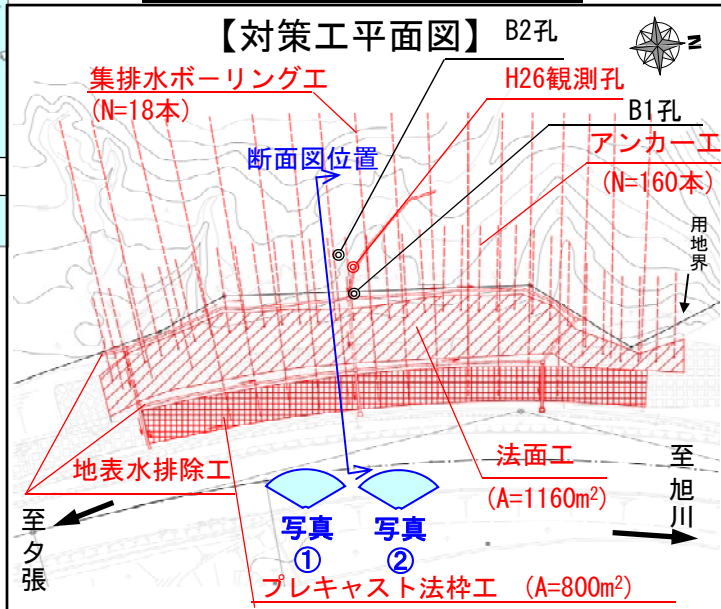 【対策工平面図】
B2孔
N
集排水ボーリング工
(N=18本)
H26観測孔
B1孔
アンカー工
(N=160本)
断面図位置
用地界
地表水排除工
法面工
(A=1160m²)
至夕張
至旭川
写真①
写真②
プレキャスト法枠工 (A=800m²)